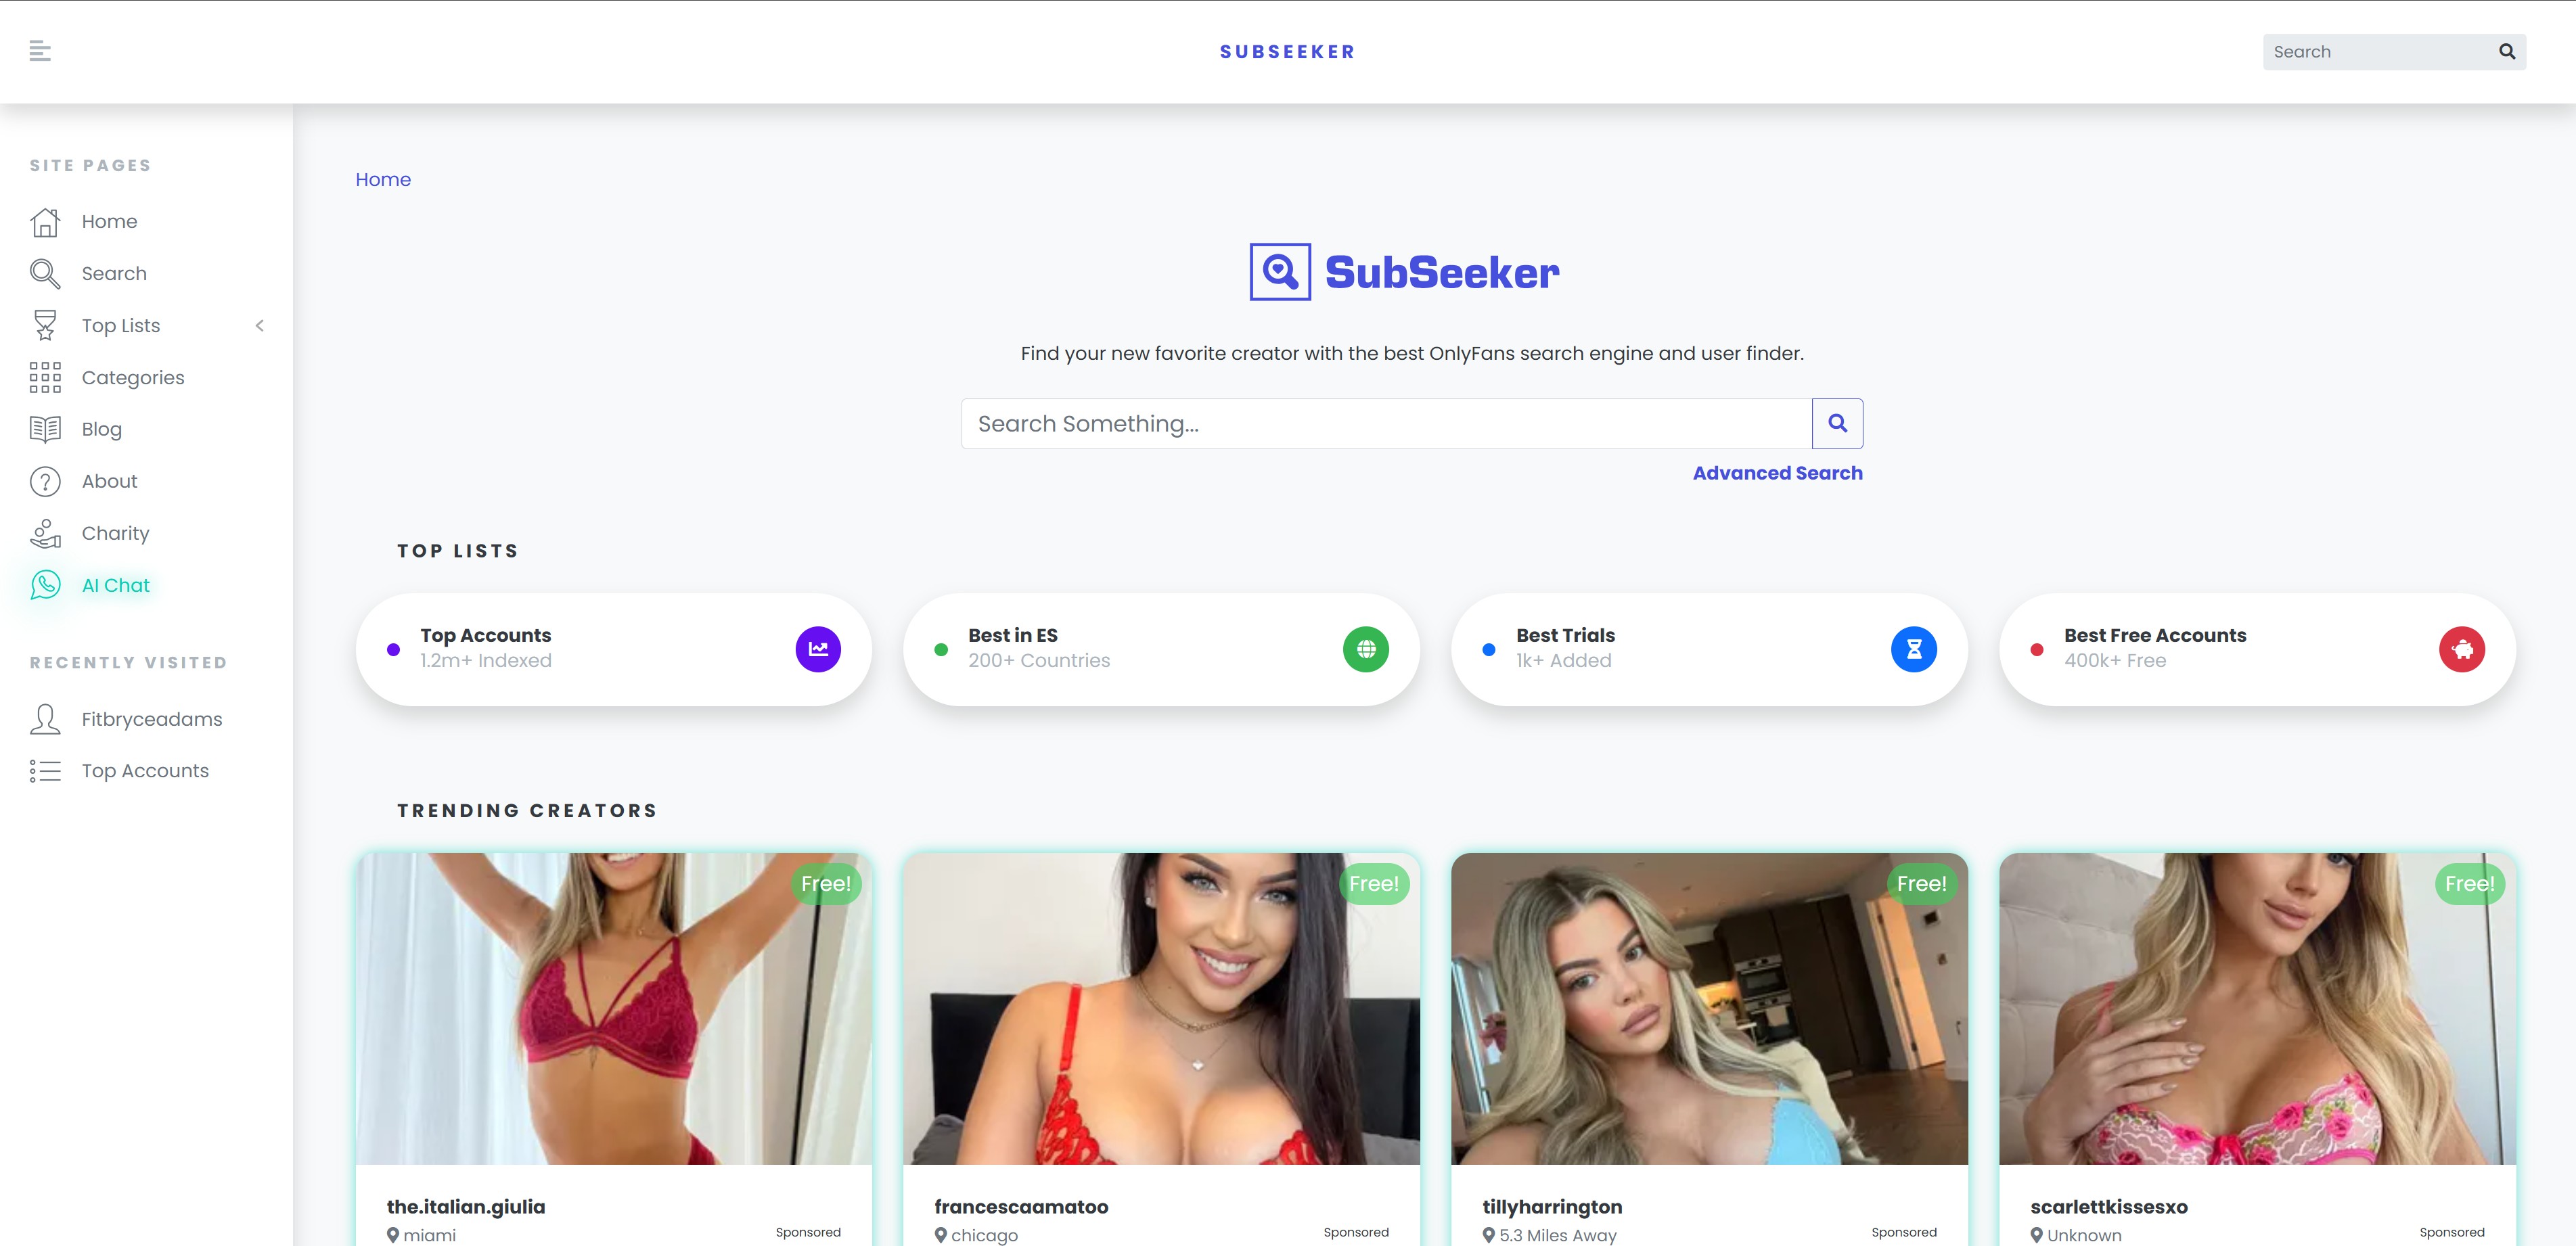 SUBSEEKER
Search
SITE PAGES
Home
Search
Top Lists
Categories
Blog
About
Charity
AI Chat
RECENTLY VISITED
Fitbryceadams
Top Accounts
Home
SubSeeker
Find your new favorite creator with the best OnlyFans search engine and user finder.
Search Something...
Advanced Search
TOP LISTS
Top Accounts
1.2m+ Indexed
Best in ES
200+ Countries
Best Trials
1k+ Added
Best Free Accounts
400k+ Free
TRENDING CREATORS
Free!
the.italian.giulia
miami
Sponsored
Free!
francescaamatoo
chicago
Sponsored
Free!
tillyharrington
5.3 Miles Away
Sponsored
Free!
scarlettkissesxo
Unknown
Sponsored